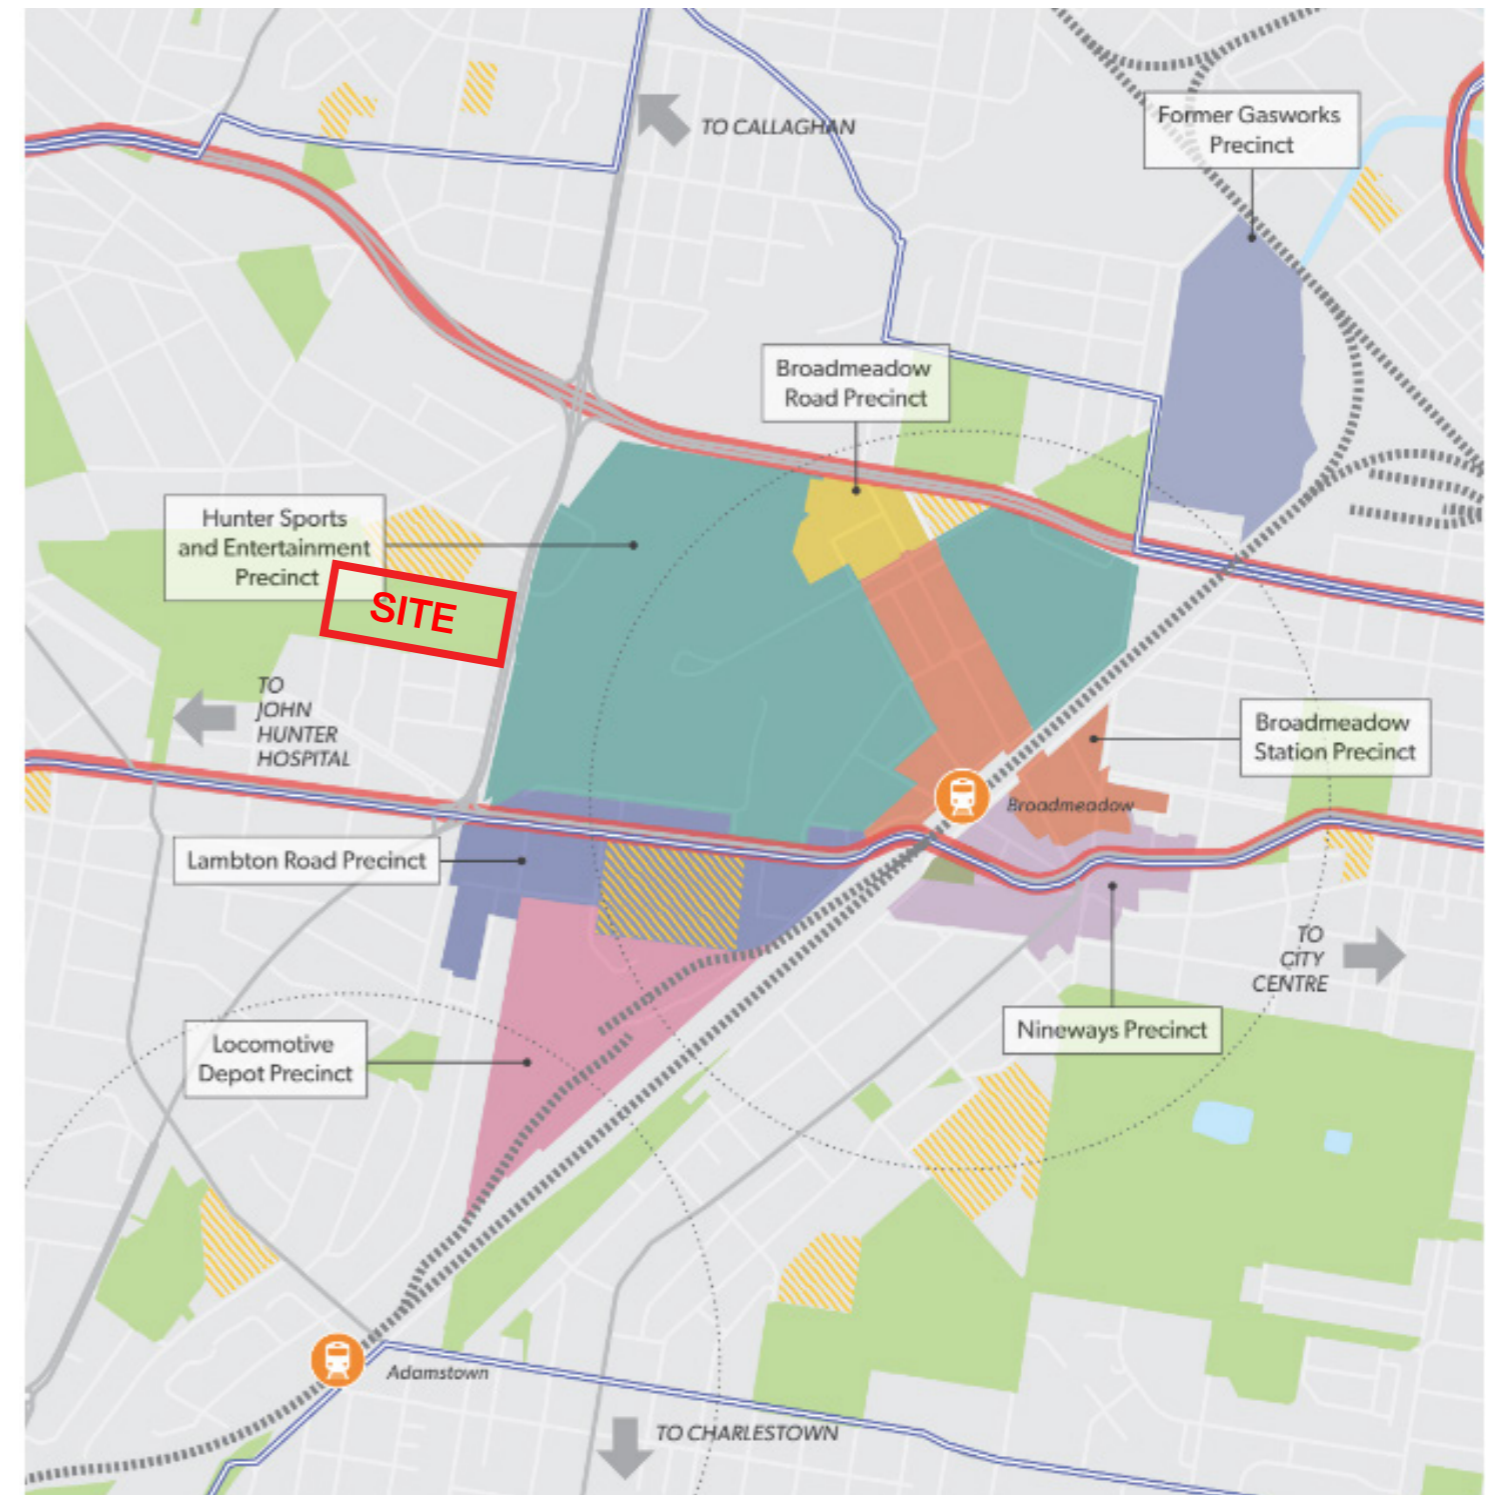 TO CALLAGHAN
Former Gasworks
Precinct
Broadmeadow
Road Precinct
Hunter Sports
and Entertainment
Precinct
SITE
TO
JOHN
HUNTER
HOSPITAL
Broadmeadow
Station Precinct
Broadmeadow
Lambton Road Precinct
TO
CITY
CENTRE
Nineways Precinct
Locomotive
Depot Precinct
Adamstown
TO CHARLESTOWN